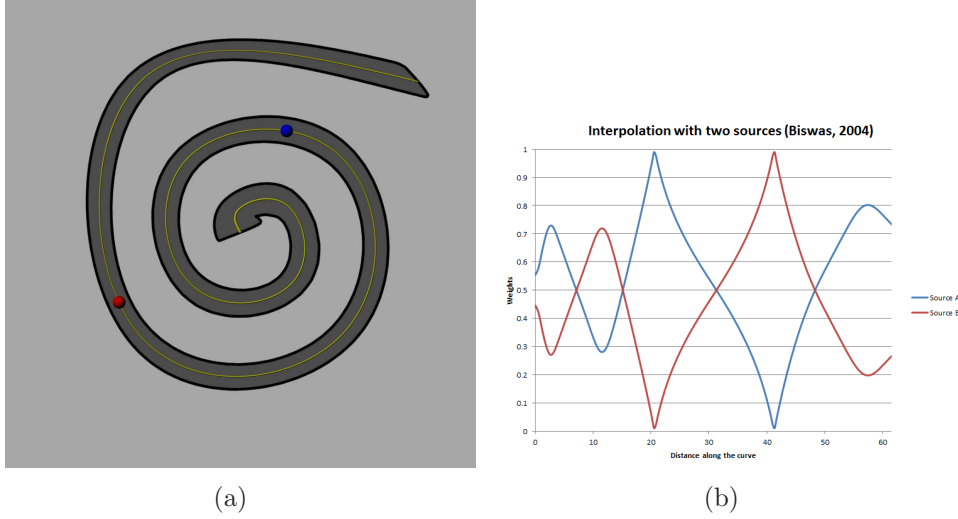 Interpolation with two sources (Biswas, 2004)
1
0.9
0.8
0.7
0.6
0.5
0.4
0.3
0.2
0.1
0
Weights
0 10 20 30 40 50 60
Distance along the curve
Source A
Source B
(a) (b)